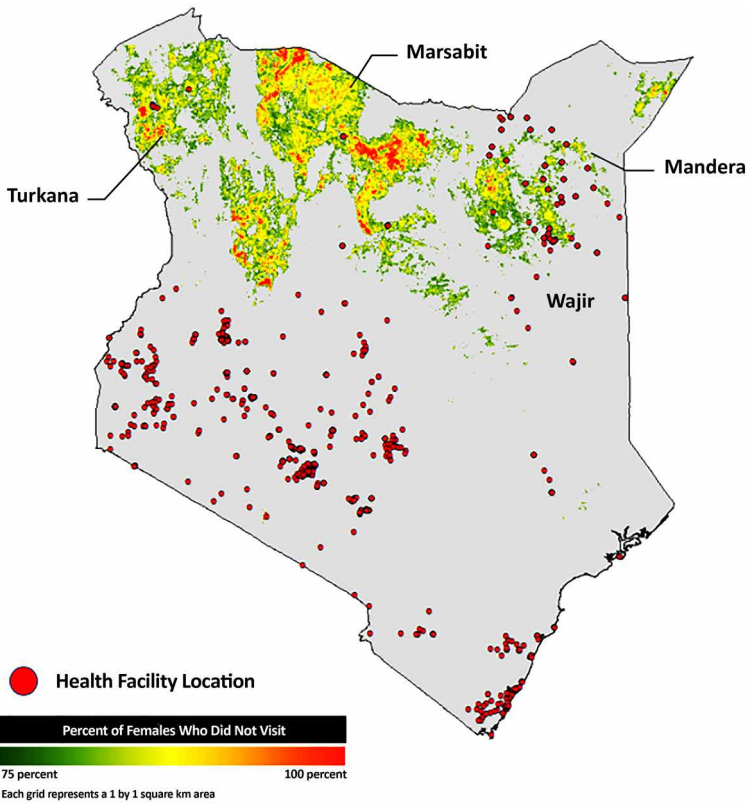 Marsabit
Mandera
Turkana
Wajir
Health Facility Location
Percent of Females Who Did Not Visit
75 percent 100 percent
Each grid represents a 1 by 1 square km area